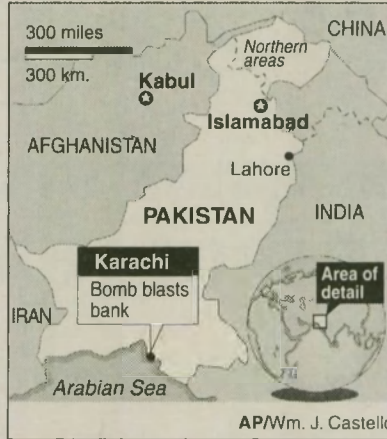 300 miles
300 km.
CHINA
Northern
areas
Kabul
Islamabad
AFGHANISTAN
Lahore
PAKISTAN
INDIA
Karachi
Bomb blasts
bank
IRAN
Area of
detail
Arabian Sea
AP/Wm. J. Castello